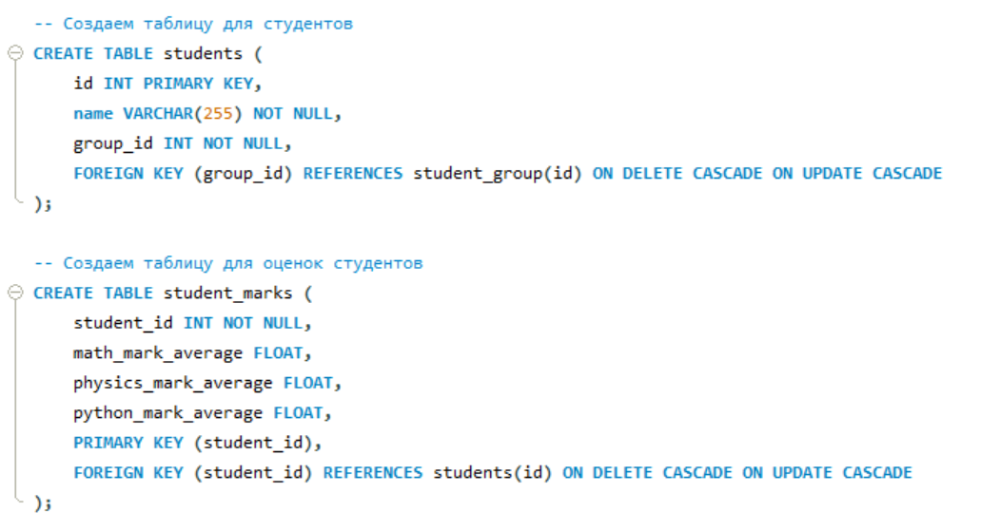 -- Создаем таблицу для студентов
CREATE TABLE students (
id INT PRIMARY KEY,
name VARCHAR(255) NOT NULL,
group_id INT NOT NULL,
FOREIGN KEY (group_id) REFERENCES student_group(id) ON DELETE CASCADE ON UPDATE CASCADE
);
-- Создаем таблицу для оценок студентов
CREATE TABLE student_marks (
student_id INT NOT NULL,
math_mark_average FLOAT,
physics_mark_average FLOAT,
python_mark_average FLOAT,
PRIMARY KEY (student_id),
FOREIGN KEY (student_id) REFERENCES students(id) ON DELETE CASCADE ON UPDATE CASCADE
);